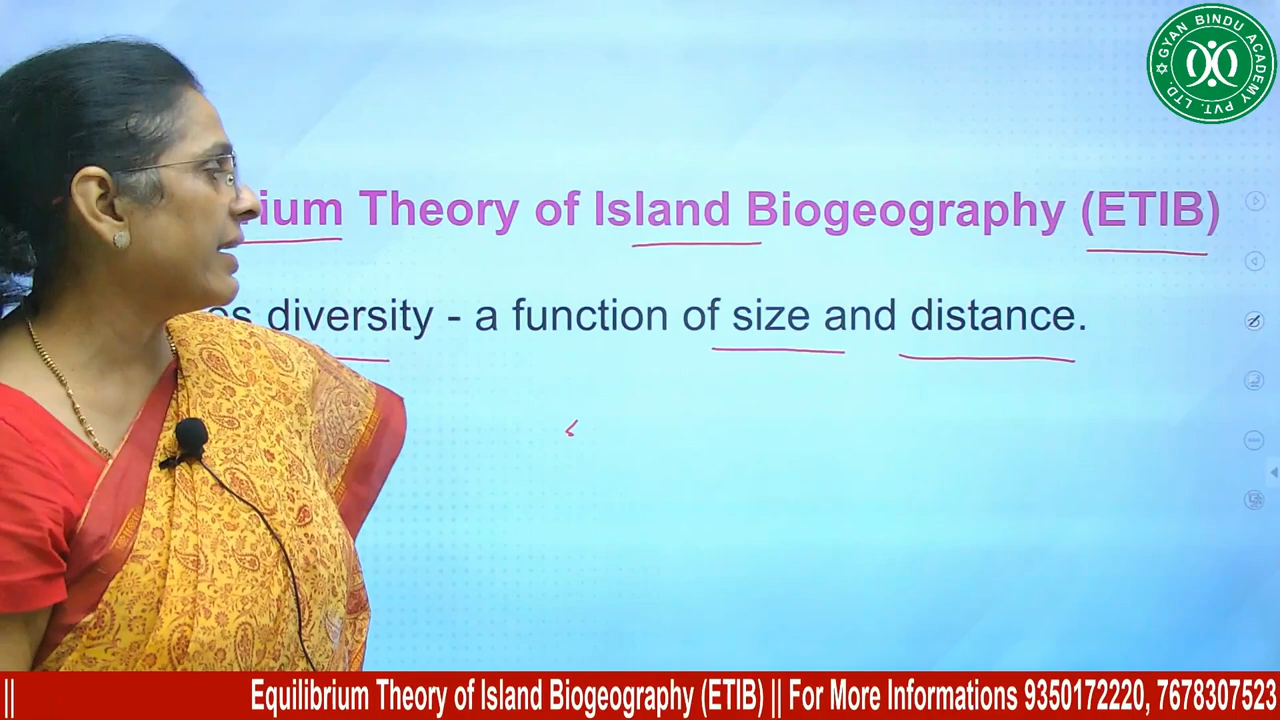 GYAN BINDU ACADEMY PVT. LTD.
ium Theory of Island Biogeography (ETIB)
es diversity - a function of size and distance.
|| Equilibrium Theory of Island Biogeography (ETIB) || For More Informations 9350172220, 7678307523